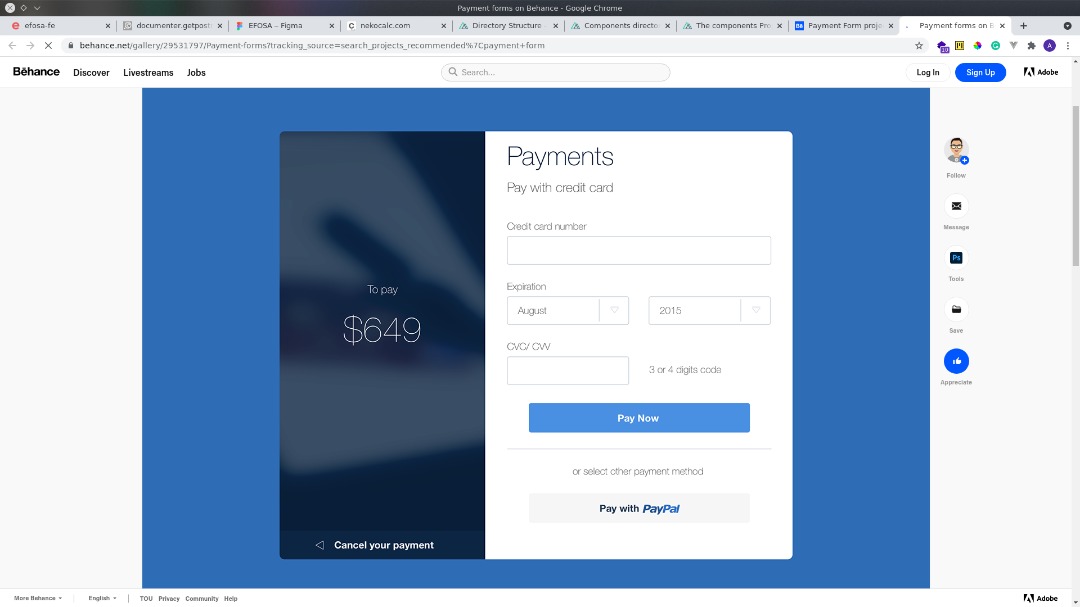 Payment forms on Behance - Google Chrome
efosa-fe
documenter.getpost
EFOSA – Figma
nekocalc.com
Directory Structure
Components directo
The components Pro
Payment Form proje
Payment forms on B
behance.net/gallery/29531797/Payment-forms?tracking_source=search_projects_recommended%7Cpayment+form
10
A
Bēhance
Discover
Livestreams
Jobs
Search...
Log In
Sign Up
Adobe
Payments
Pay with credit card
Credit card number
Expiration
August
2015
CVC/ CVV
3 or 4 digits code
Pay Now
or select other payment method
Pay with PayPal
To pay
$649
Cancel your payment
Follow
Message
Ps
Tools
Save
Appreciate
More Behance
English
TOU
Privacy
Community
Help
Adobe